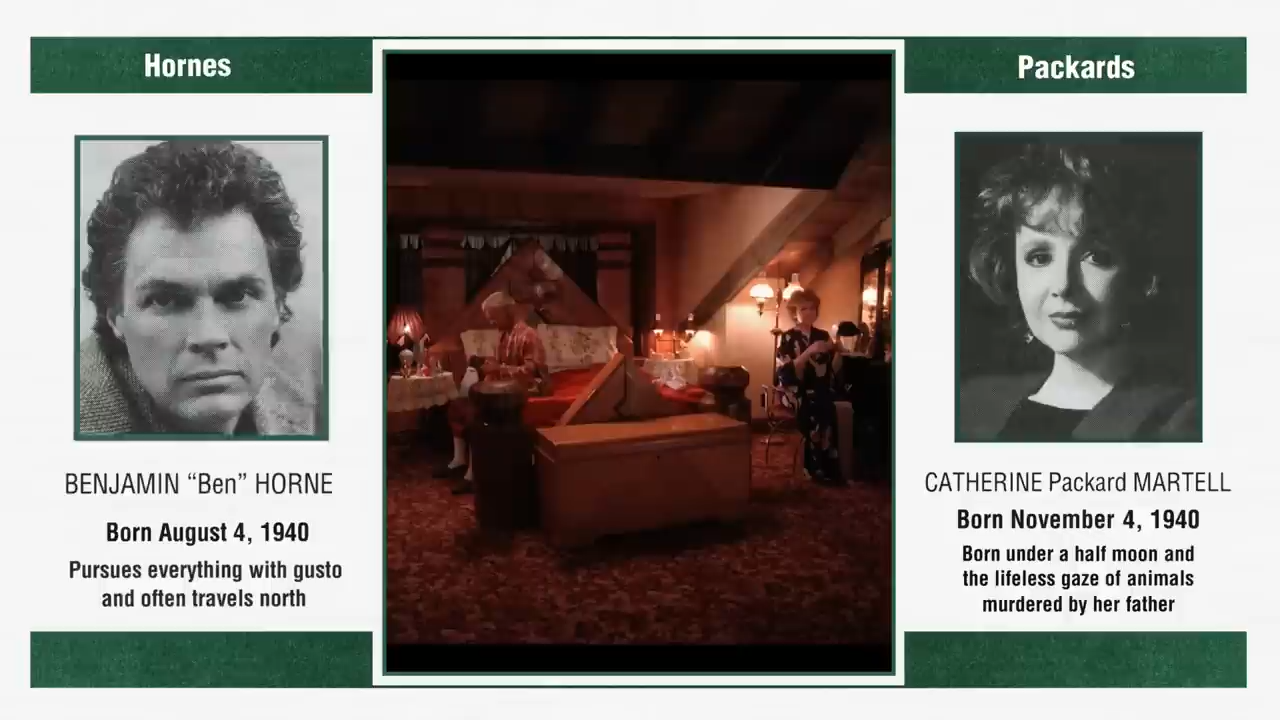 Hornes
BENJAMIN “Ben” HORNE
Born August 4, 1940
Pursues everything with gusto
and often travels north
Packards
CATHERINE Packard MARTELL
Born November 4, 1940
Born under a half moon and
the lifeless gaze of animals
murdered by her father